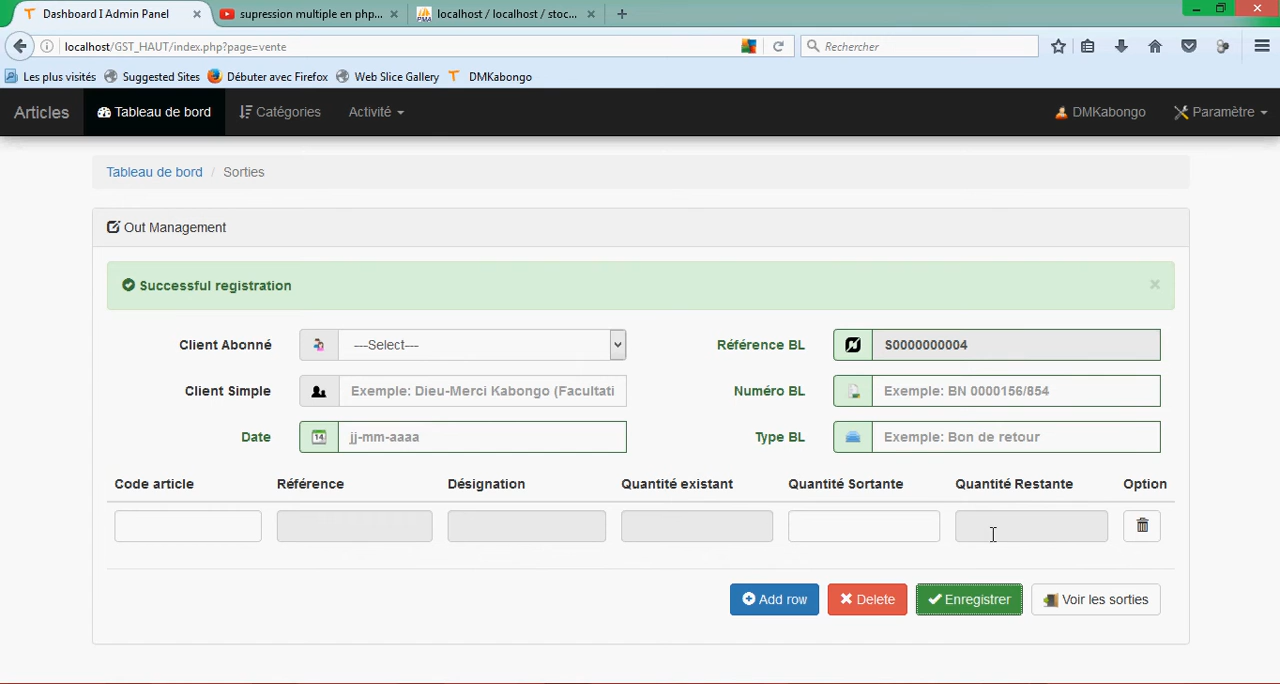 Dashboard I Admin Panel
supression multiple en php...
localhost / localhost / stoc...
localhost/GST_HAUT/index.php?page=vente
Rechercher
Les plus visités
Suggested Sites
Débuter avec Firefox
Web Slice Gallery
DMKabongo
Articles
Tableau de bord
Catégories
Activité
DMKabongo
Paramètre
Tableau de bord / Sorties
Out Management
Successful registration
×
Client Abonné
---Select---
Référence BL
S0000000004
Client Simple
Exemple: Dieu-Merci Kabongo (Facultati
Numéro BL
Exemple: BN 0000156/854
Date
14
jj-mm-aaaa
Type BL
Exemple: Bon de retour
Code article
Référence
Désignation
Quantité existant
Quantité Sortante
Quantité Restante
Option
Add row
Delete
Enregistrer
Voir les sorties